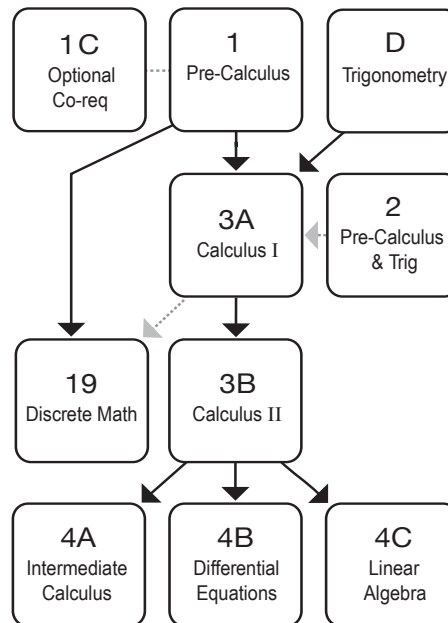 1C
Optional
Co-req
1
Pre-Calculus
D
Trigonometry
3A
Calculus I
2
Pre-Calculus
& Trig
19
Discrete Math
3B
Calculus II
4A
Intermediate
Calculus
4B
Differential
Equations
4C
Linear
Algebra